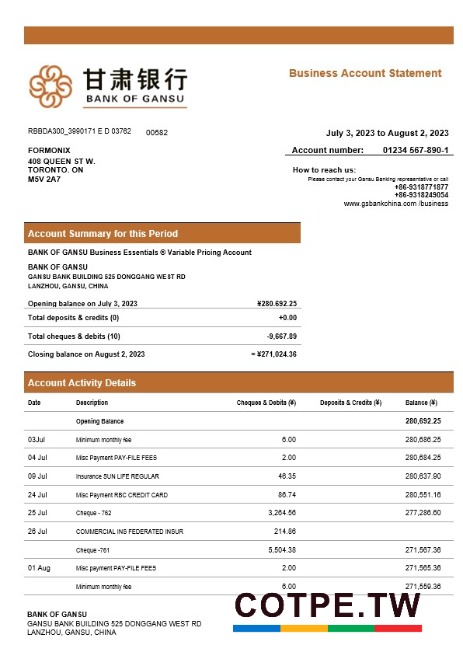 甘肃银行
BANK OF GANSU
Business Account Statement
RBBDA300_3990171 E D 03762 00582
July 3, 2023 to August 2, 2023
FORMONIX
Account number: 01234 567-890-1
408 QUEEN ST W.
TORONTO. ON
M5V 2A7
How to reach us:
Please contact your Gansu Banking representative or call
+86-9318771877
+86-9318249054
www.gsbankchina.com /business
Account Summary for this Period
BANK OF GANSU Business Essentials ® Variable Pricing Account
BANK OF GANSU
GANSU BANK BUILDING 525 DONGGANG WEST RD
LANZHOU, GANSU, CHINA
Opening balance on July 3, 2023 ¥280.692.25
Total deposits & credits (0) +0.00
Total cheques & debits (10) -9,667.89
Closing balance on August 2, 2023 = ¥271,024.36
Account Activity Details
Date Description Cheques & Debits (¥) Deposits & Credits (¥) Balance (¥)
Opening Balance 280,692.25
03Jul Minimum monthly fee 6.00 280,686.25
04 Jul Misc Payment PAY-FILE FEES 2.00 280,684.25
09 Jul Insurance SUN LIFE REGULAR 46.35 280,637.90
24 Jul Misc Payment RBC CREDIT CARD 86.74 280,551.16
25 Jul Cheque - 762 3,264.56 277,286.60
26 Jul COMMERCIAL INS FEDERATED INSUR 214.86
Cheque -761 5,504.38 271,567.36
01 Aug Misc payment PAY-FILE FEES 2.00 271,565.36
Minimum monthly fee 6.00 271,559.36
BANK OF GANSU
GANSU BANK BUILDING 525 DONGGANG WEST RD
LANZHOU, GANSU, CHINA
COTPE.TW